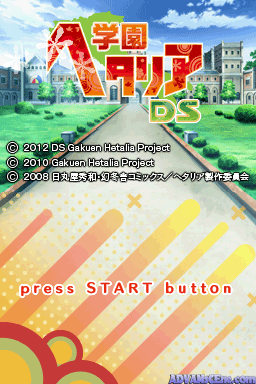 学園
ヘタリア
DS
© 2012 DS Gakuen Hetalia Project
© 2010 Gakuen Hetalia Project
© 2008 日丸屋秀和・幻冬舎コミックス／ヘタリア製作委員会
press START button
ADVANsCEne.com